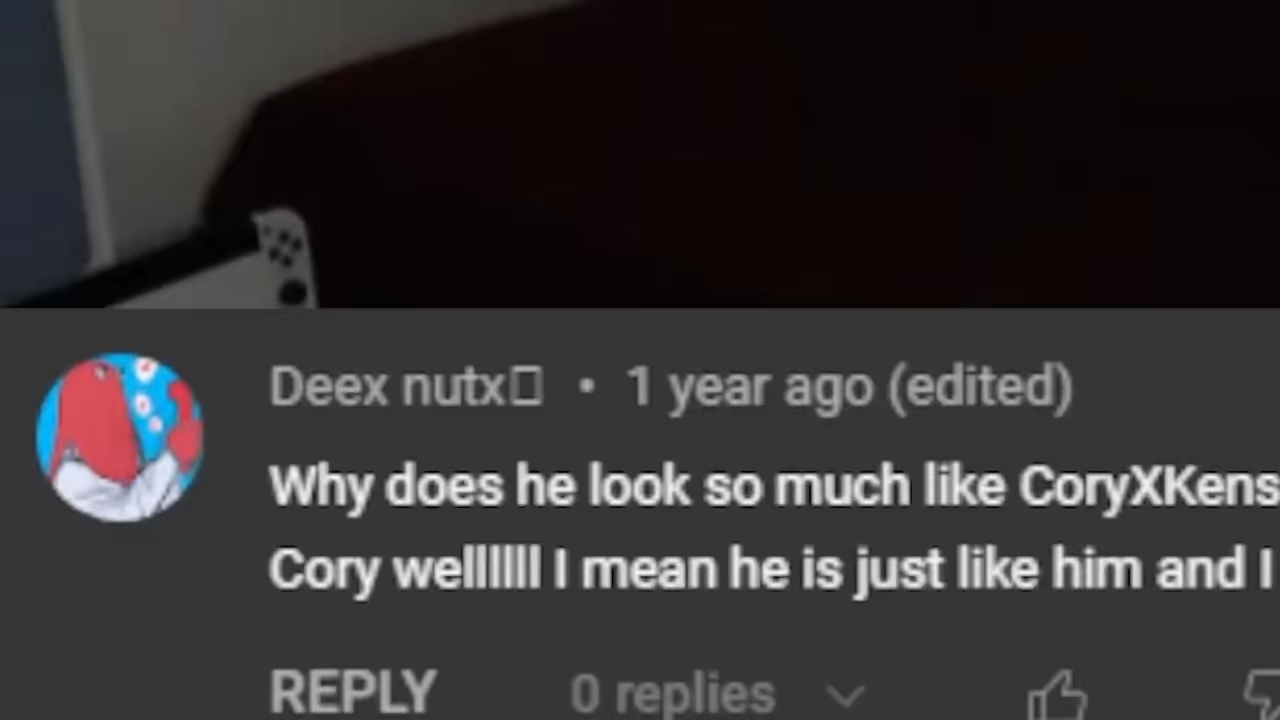 Deex nutx▯ • 1 year ago (edited)
Why does he look so much like CoryXKens
Cory wellllll I mean he is just like him and I
REPLY 0 replies